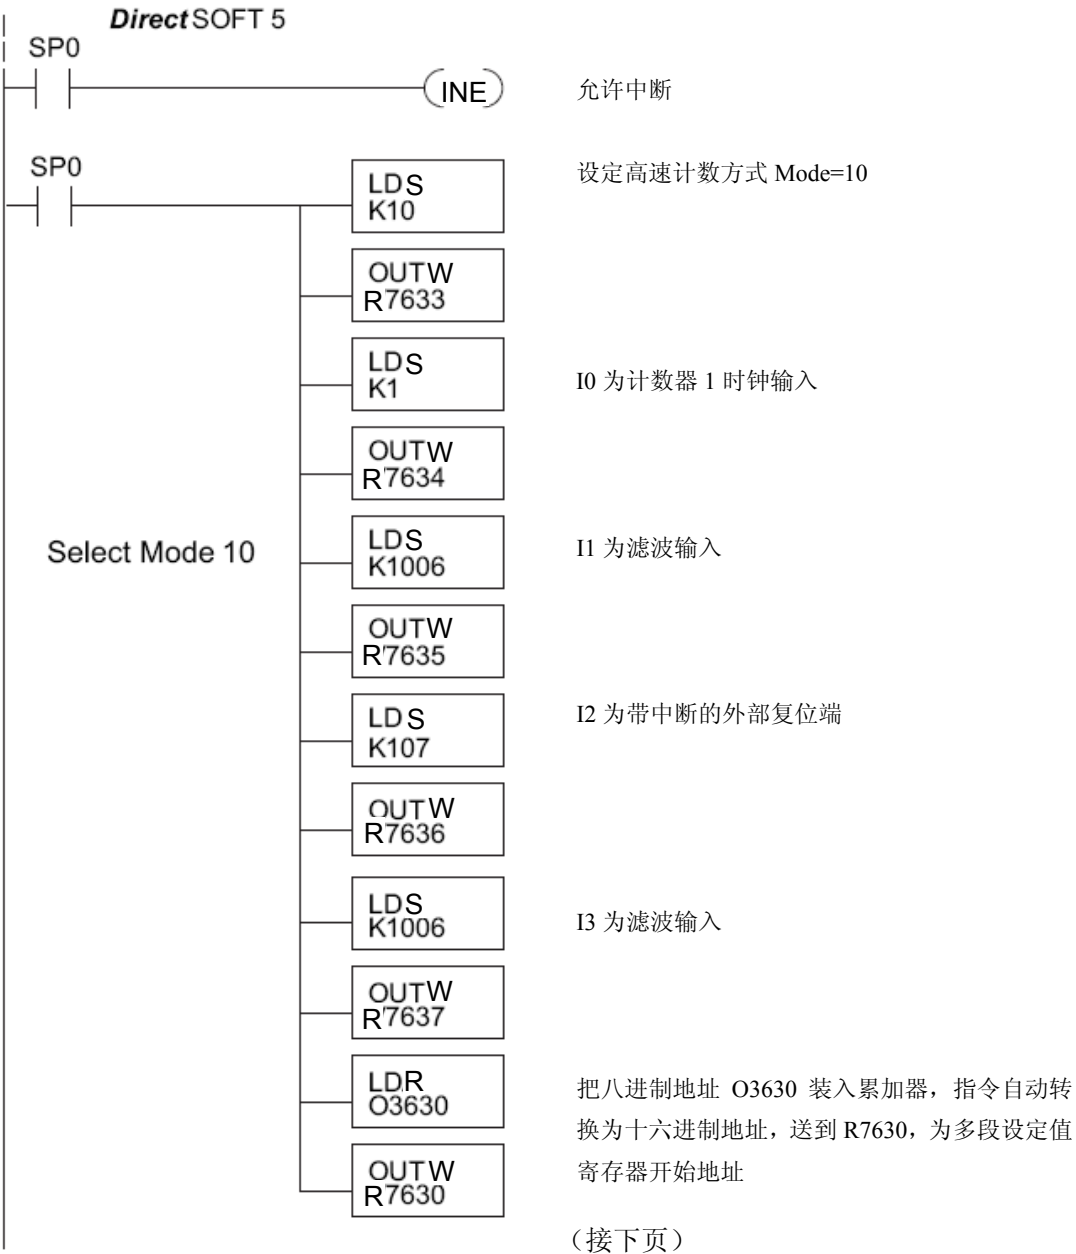 DirectSOFT 5
SP0
INE
允许中断
SP0
LDS
K10
设定高速计数方式 Mode=10
OUTW
R7633
LDS
K1
I0 为计数器 1 时钟输入
OUTW
R7634
Select Mode 10
LDS
K1006
I1 为滤波输入
OUTW
R7635
LDS
K107
I2 为带中断的外部复位端
OUTW
R7636
LDS
K1006
I3 为滤波输入
OUTW
R7637
LDR
O3630
把八进制地址 O3630 装入累加器，指令自动转
换为十六进制地址，送到 R7630，为多段设定值
寄存器开始地址
OUTW
R7630
（接下页）